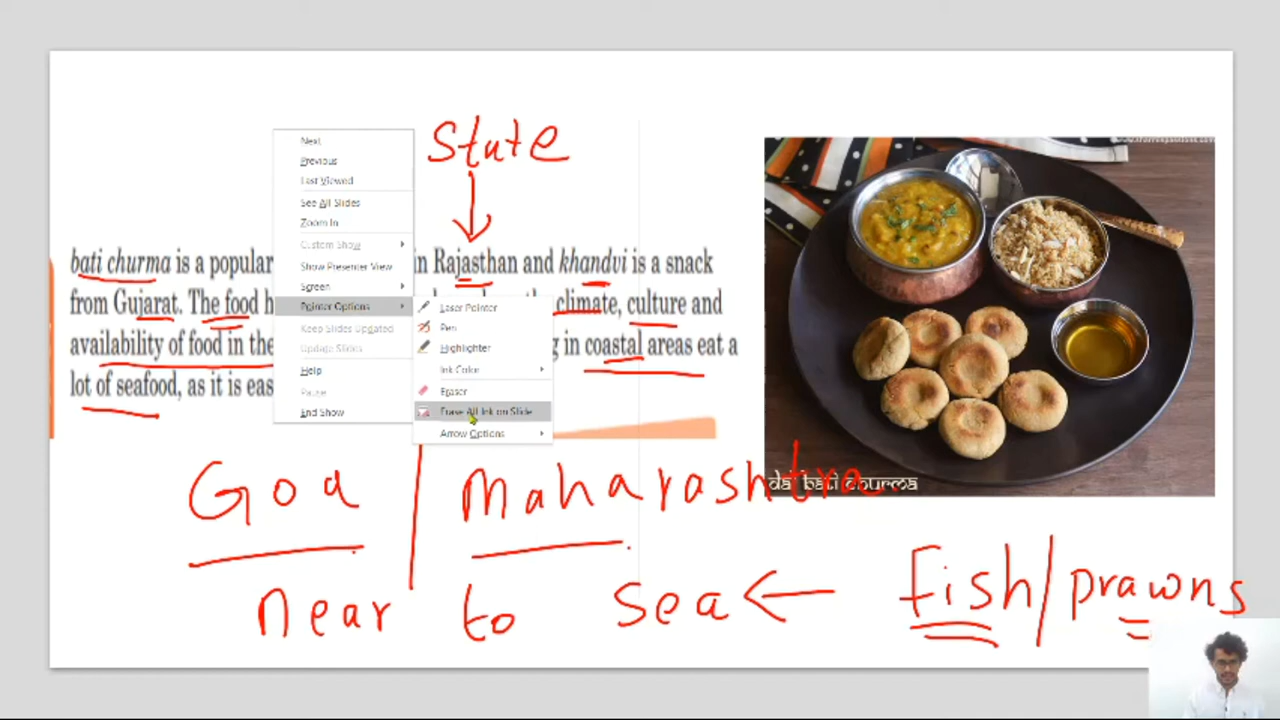 State
bati churma is a popular in Rajasthan and khandvi is a snack
from Gujarat. The food h climate, culture and
availability of food in the g in coastal areas eat a
lot of seafood, as it is eas
Next
Previous
Last Viewed
See All Slides
Zoom In
Custom Show
Show Presenter View
Screen
Pointer Options
Keep Slides Updated
Update Slides
Help
Pause
End Show
Laser Pointer
Pen
Highlighter
Ink Color
Eraser
Erase All Ink on Slide
Arrow Options
dal bati churma
Goa / Maharashtra
near to sea ← Fish/prawns